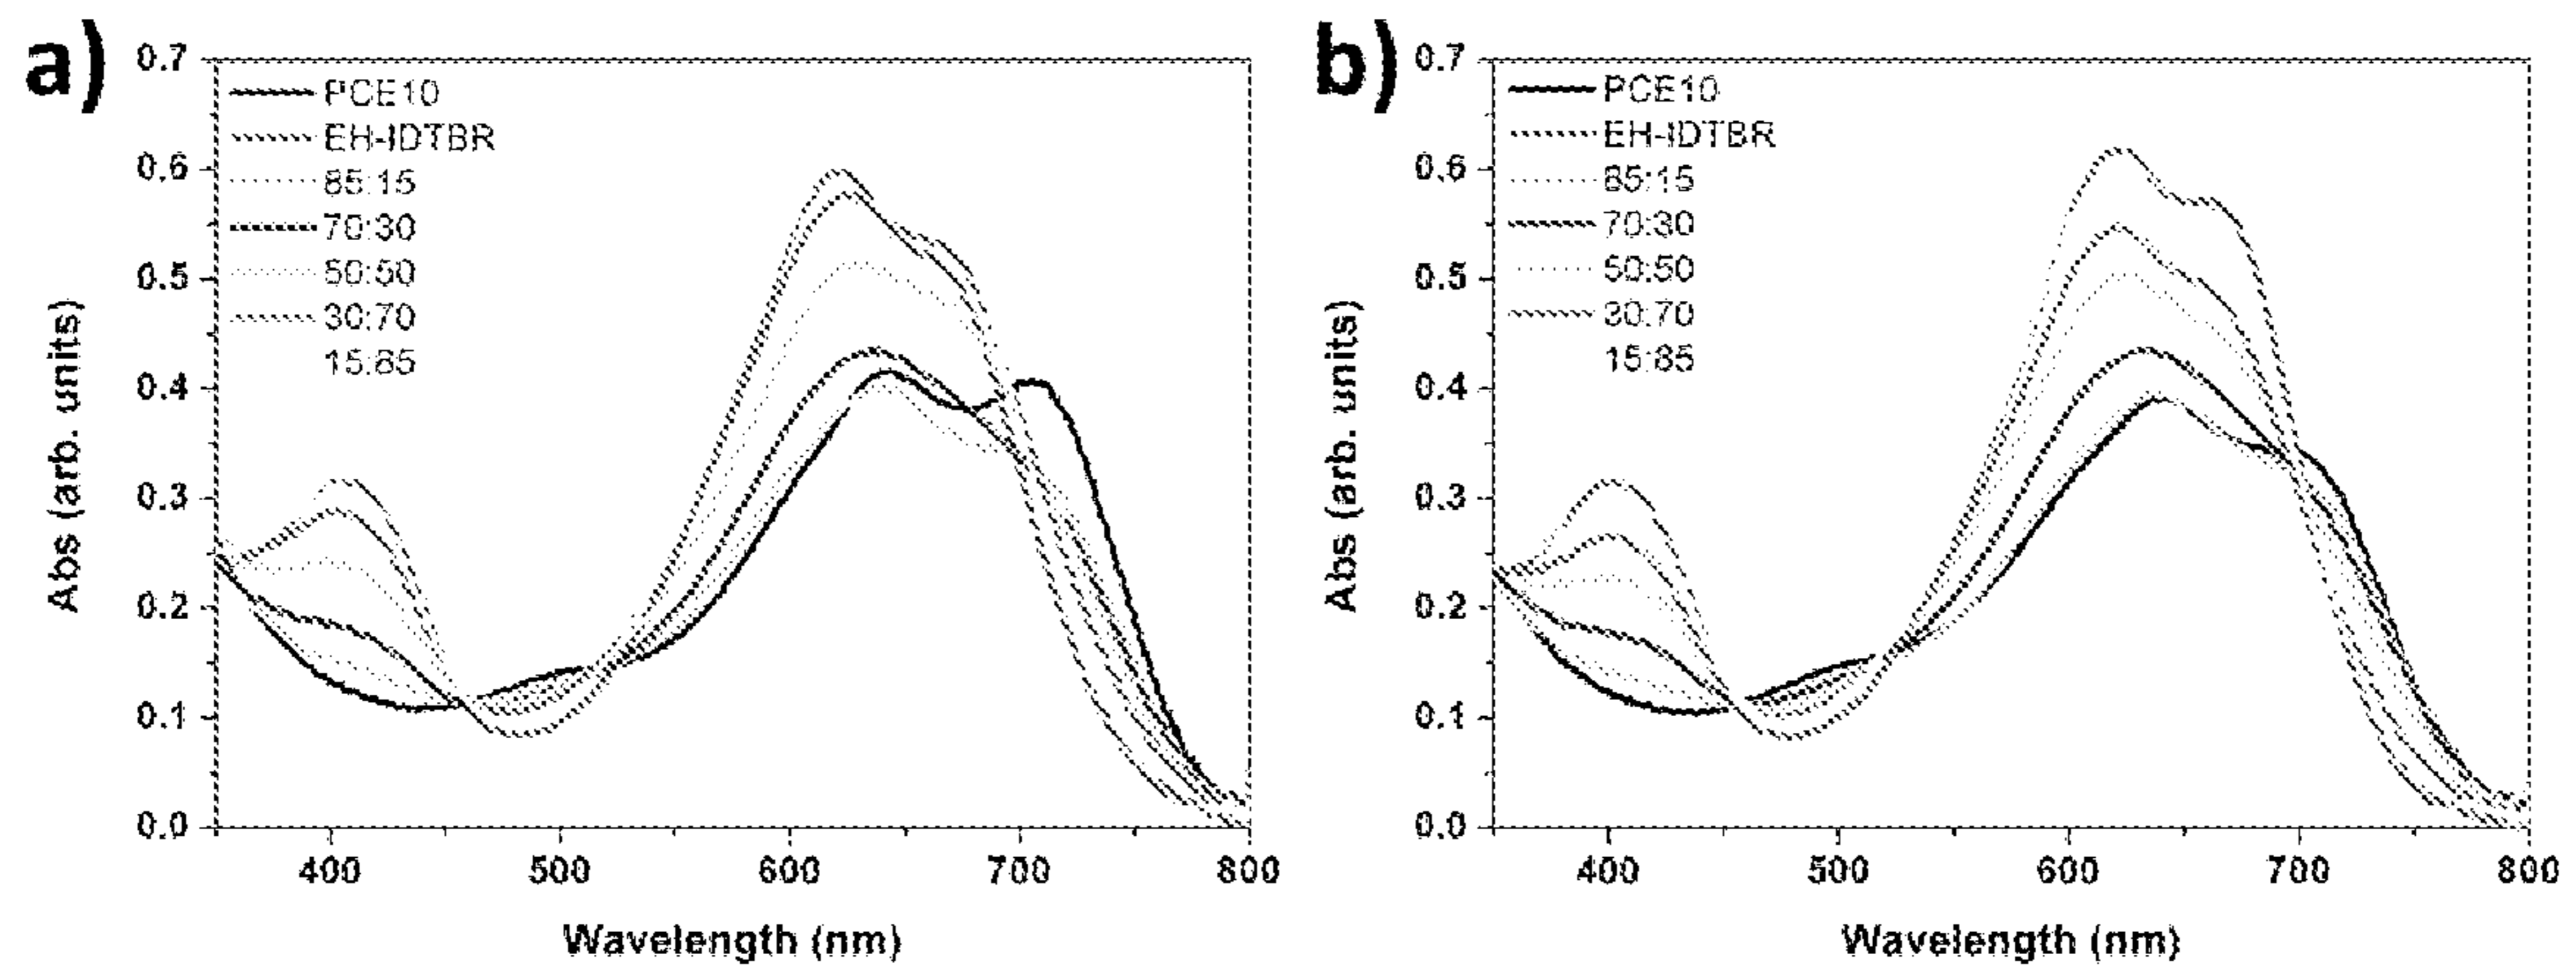 a)
0.7
0.6
0.5
0.4
0.3
0.2
0.1
0.0
Abs (arb. units)
PCE10
EH-IDTBR
85:15
70:30
50:50
30:70
15:85
400 500 600 700 800
Wavelength (nm)
b)
0.7
0.6
0.5
0.4
0.3
0.2
0.1
0.0
Abs (arb. units)
PCE10
EH-IDTBR
85:15
70:30
50:50
30:70
15:85
400 500 600 700 800
Wavelength (nm)